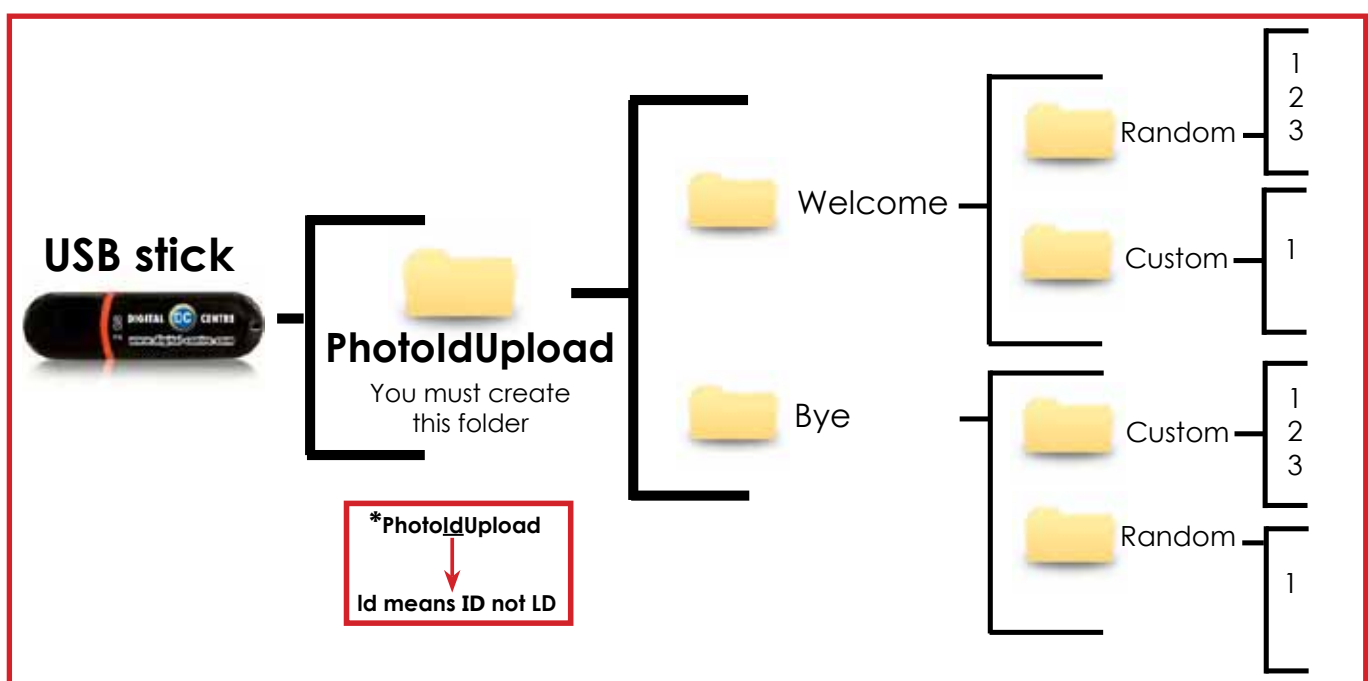 USB stick
DIGITAL DC CENTRE
PhotoIdUpload
You must create
this folder
*PhotoIdUpload
Id means ID not LD
Welcome
Random
1
2
3
Custom
1
Bye
Custom
1
2
3
Random
1